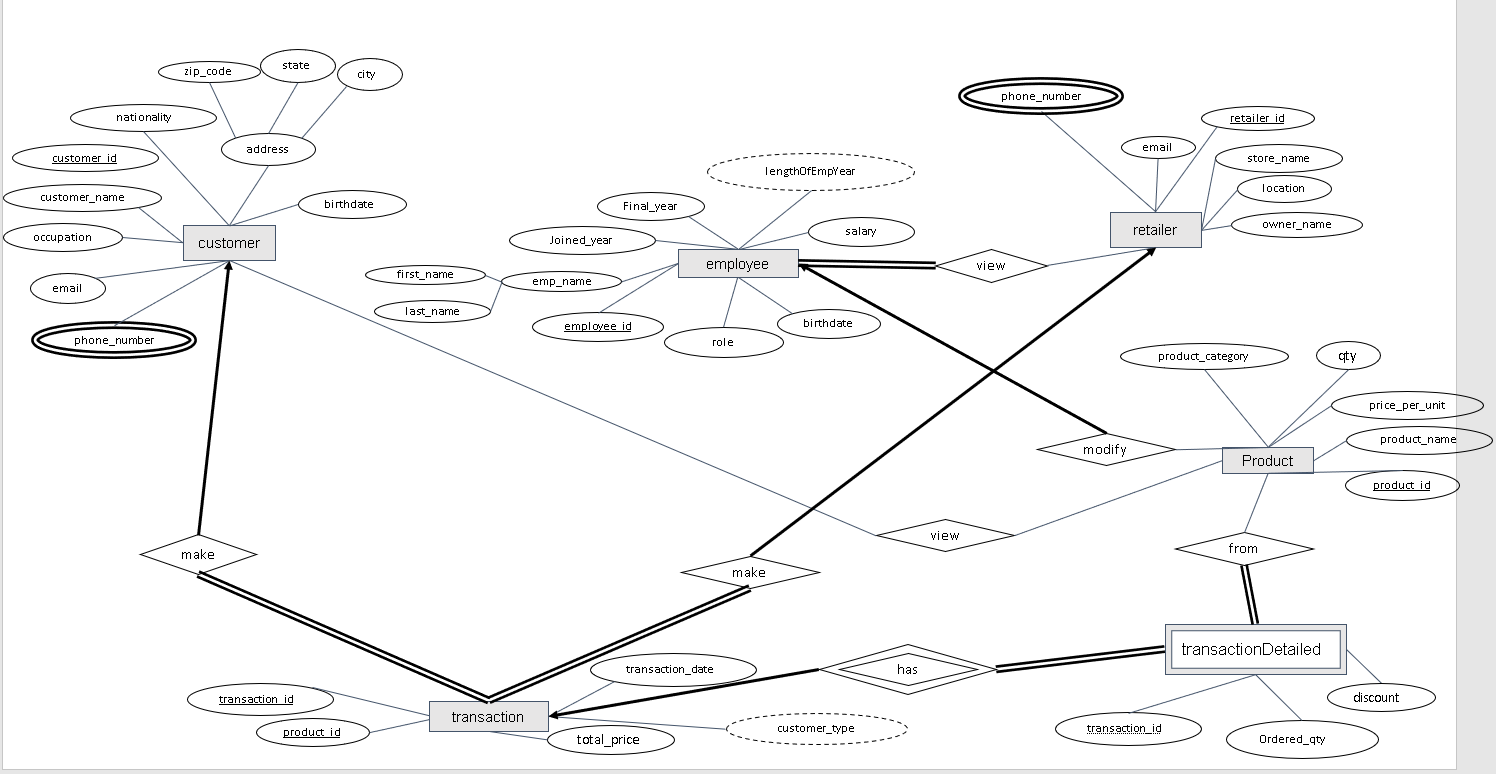 zip_code
state
city
nationality
address
customer_id
customer_name
birthdate
occupation
customer
email
phone_number
lengthOfEmpYear
Final_year
Joined_year
salary
first_name
emp_name
employee
last_name
employee_id
role
birthdate
view
phone_number
retailer_id
email
store_name
location
owner_name
retailer
product_category
qty
price_per_unit
product_name
modify
Product
product_id
view
from
make
make
transaction_date
has
transactionDetailed
transaction_id
product_id
transaction
total_price
customer_type
discount
transaction_id
Ordered_qty